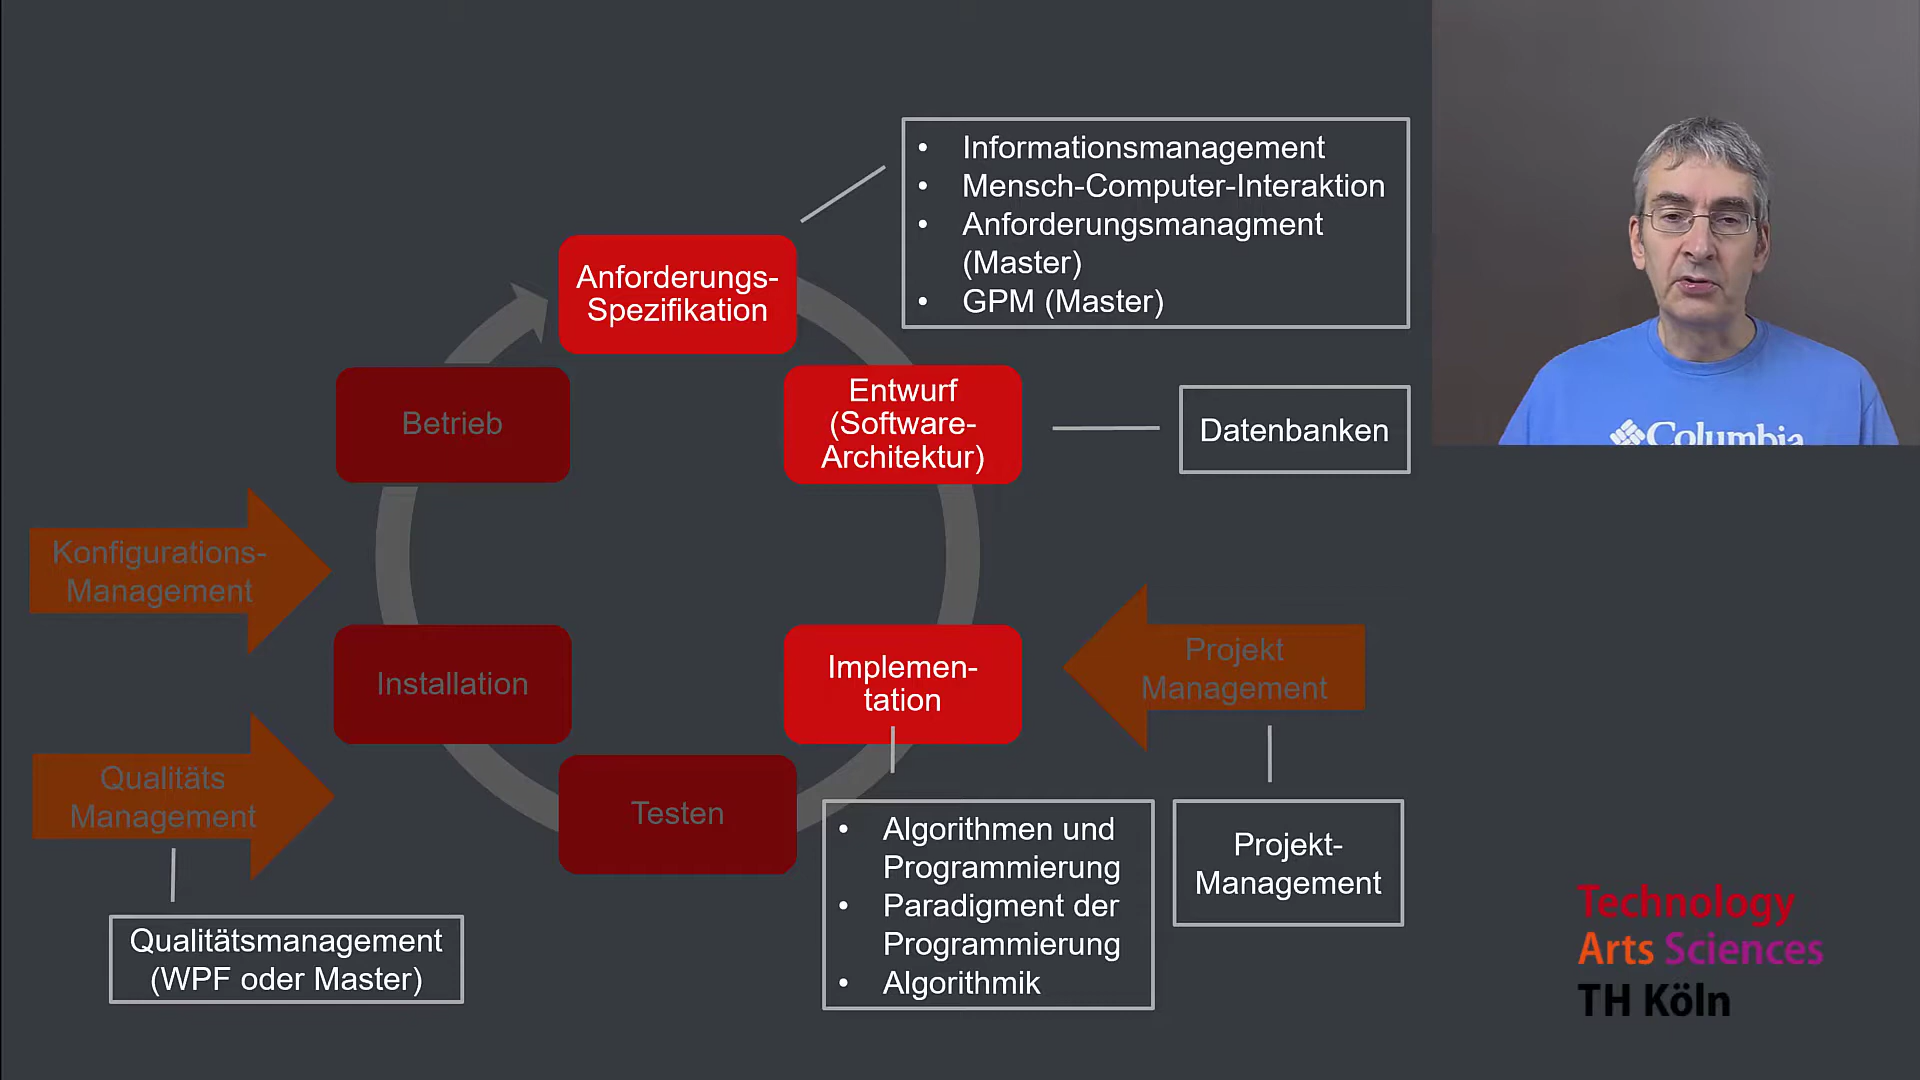 Informationsmanagement
Mensch-Computer-Interaktion
Anforderungsmanagment
(Master)
GPM (Master)
Anforderungs-
Spezifikation
Entwurf
(Software-
Architektur)
Datenbanken
Betrieb
Columbia
Konfigurations-
Management
Implemen-
tation
Projekt
Management
Installation
Qualitäts
Management
Testen
Algorithmen und
Programmierung
Paradigment der
Programmierung
Algorithmik
Projekt-
Management
Qualitätsmanagement
(WPF oder Master)
Technology
Arts Sciences
TH Köln